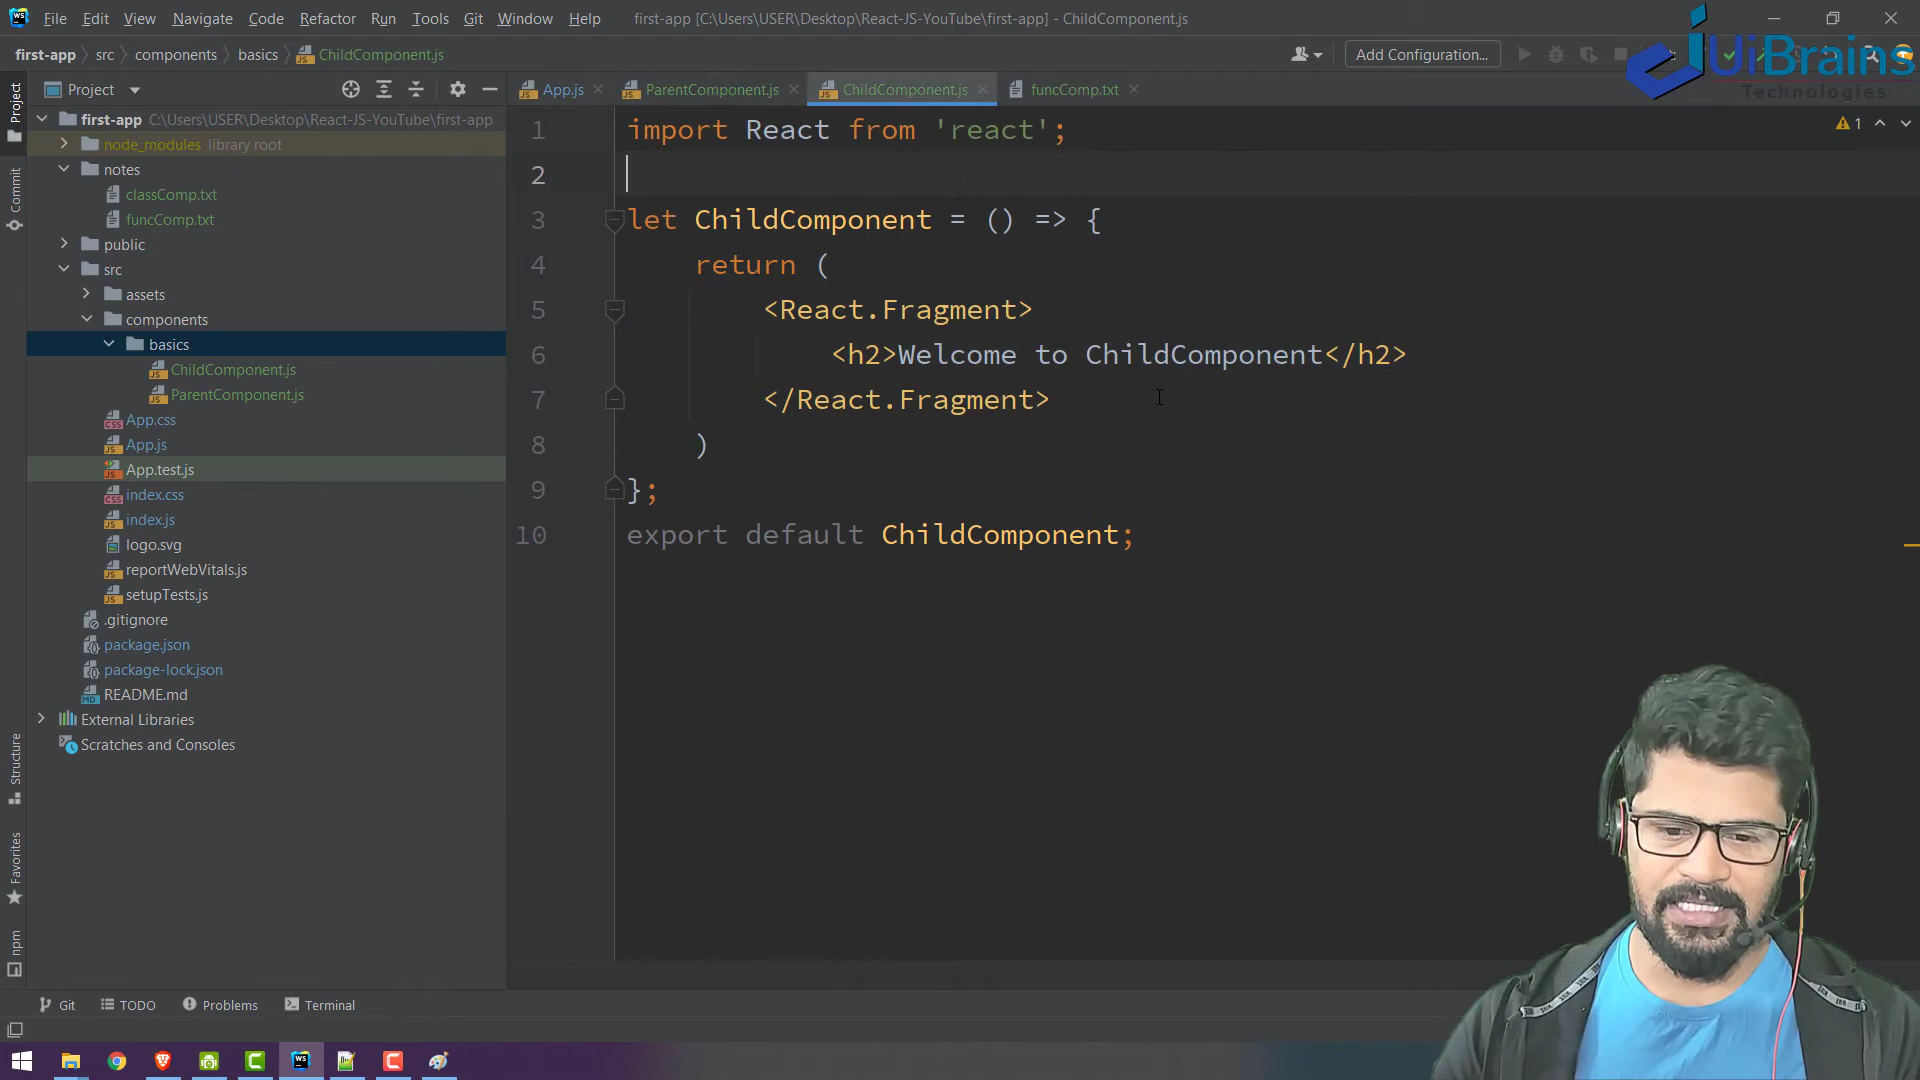 File Edit View Navigate Code Refactor Run Tools Git Window Help first-app [C:\Users\USER\Desktop\React-JS-YouTube\first-app] - ChildComponent.js
first-app src components basics ChildComponent.js Add Configuration...
UiBrains
Technologies
Project
App.js ParentComponent.js ChildComponent.js funcComp.txt
Project
Commit
Structure
Favorites
npm
first-app C:\Users\USER\Desktop\React-JS-YouTube\first-app
node_modules library root
notes
classComp.txt
funcComp.txt
public
src
assets
components
basics
ChildComponent.js
ParentComponent.js
App.css
App.js
App.test.js
index.css
index.js
logo.svg
reportWebVitals.js
setupTests.js
.gitignore
package.json
package-lock.json
README.md
External Libraries
Scratches and Consoles
1 import React from 'react';
2
3 let ChildComponent = () => {
4 return (
5 <React.Fragment>
6 <h2>Welcome to ChildComponent</h2>
7 </React.Fragment>
8 )
9 };
10 export default ChildComponent;
1
Git TODO Problems Terminal
WS